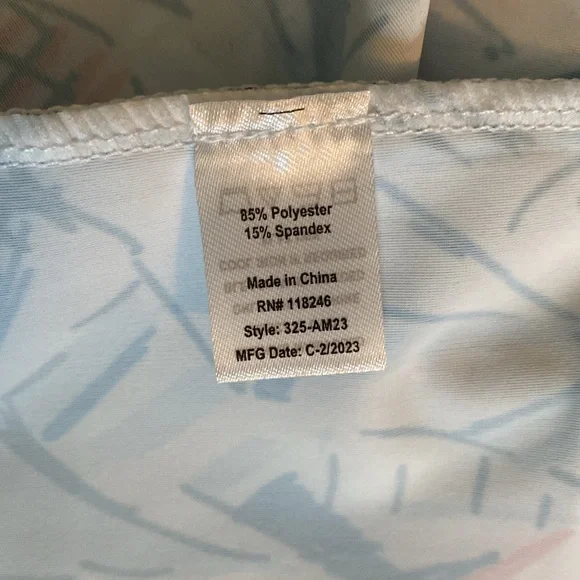 85% Polyester
15% Spandex
Made in China
RN# 118246
Style: 325-AM23
MFG Date: C-2/2023